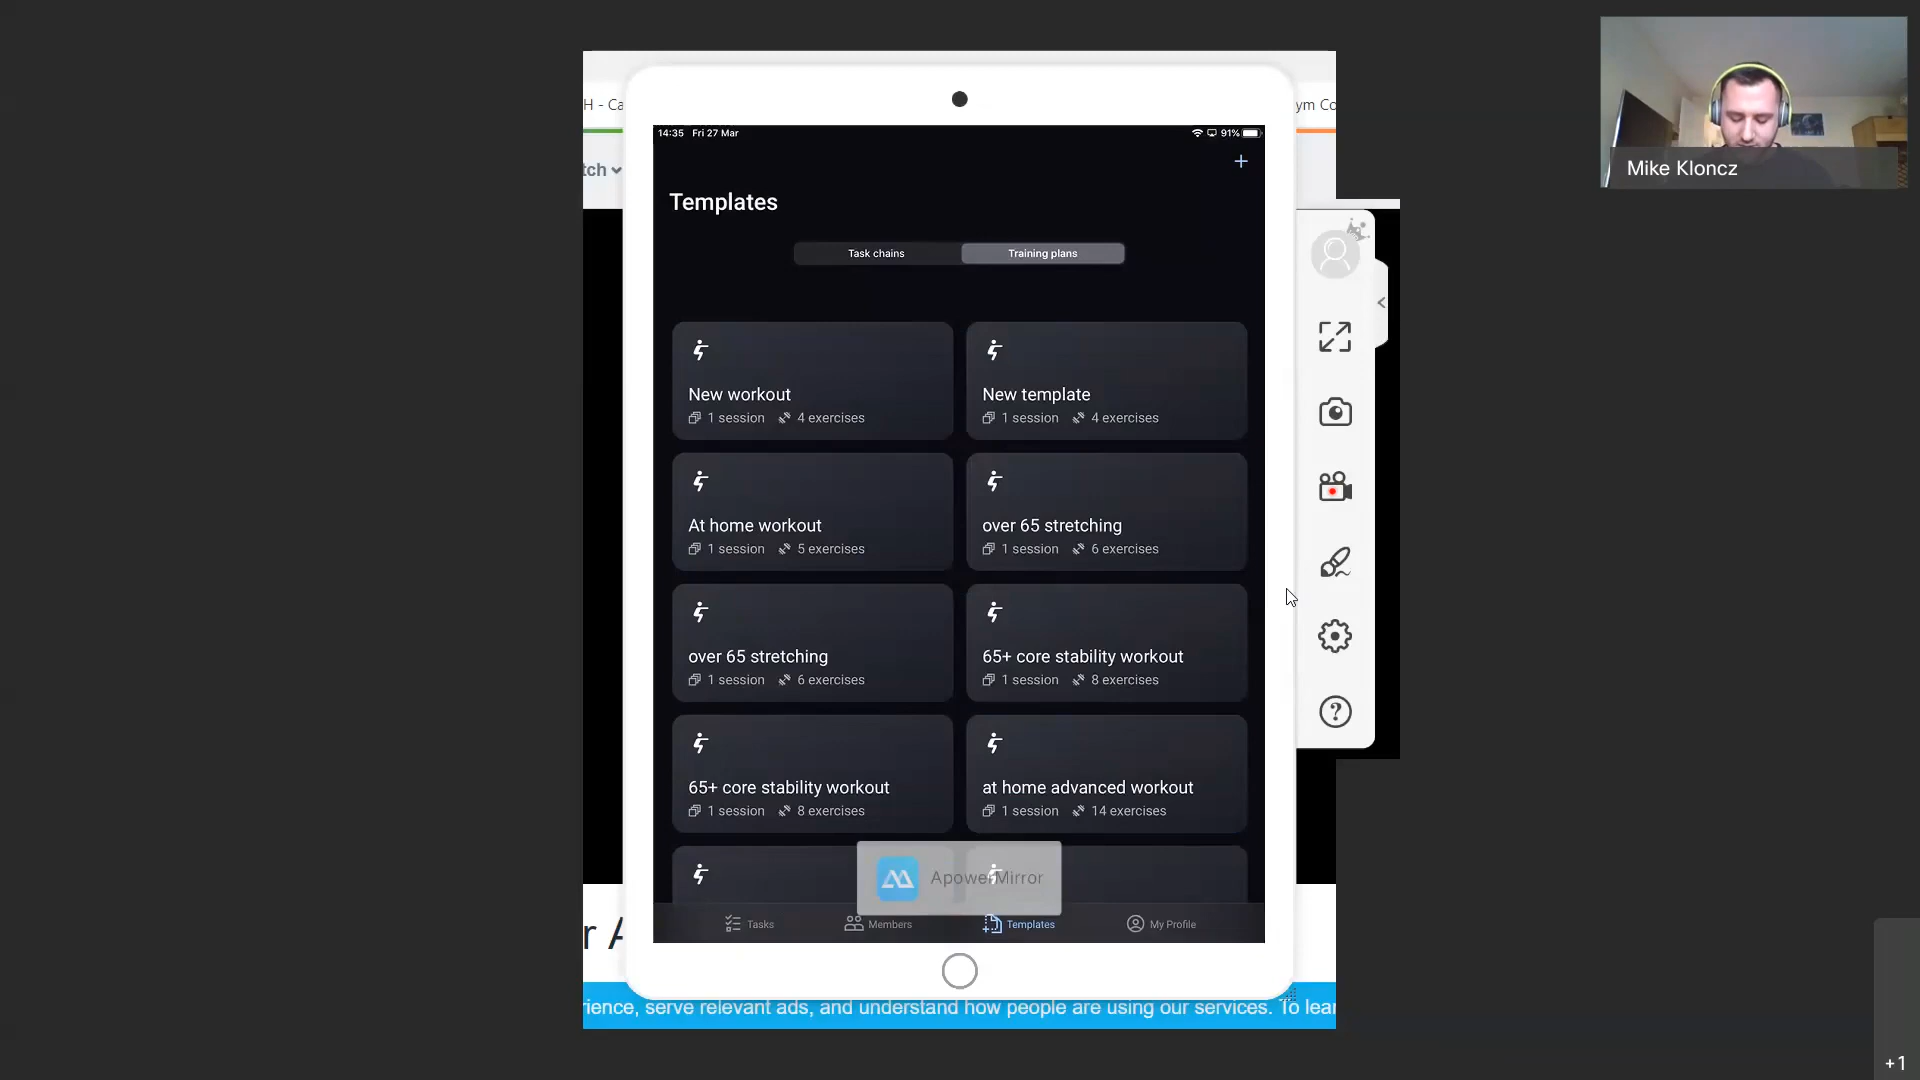 Mike Kloncz
H - Ca
ym Co
tch
14:35 Fri 27 Mar
91%
+
Templates
Task chains
Training plans
New workout
1 session 4 exercises
New template
1 session 4 exercises
At home workout
1 session 5 exercises
over 65 stretching
1 session 6 exercises
over 65 stretching
1 session 6 exercises
65+ core stability workout
1 session 8 exercises
65+ core stability workout
1 session 8 exercises
at home advanced workout
1 session 14 exercises
ApowerMirror
Tasks
Members
Templates
My Profile
r A
rience, serve relevant ads, and understand how people are using our services. To lear
+1